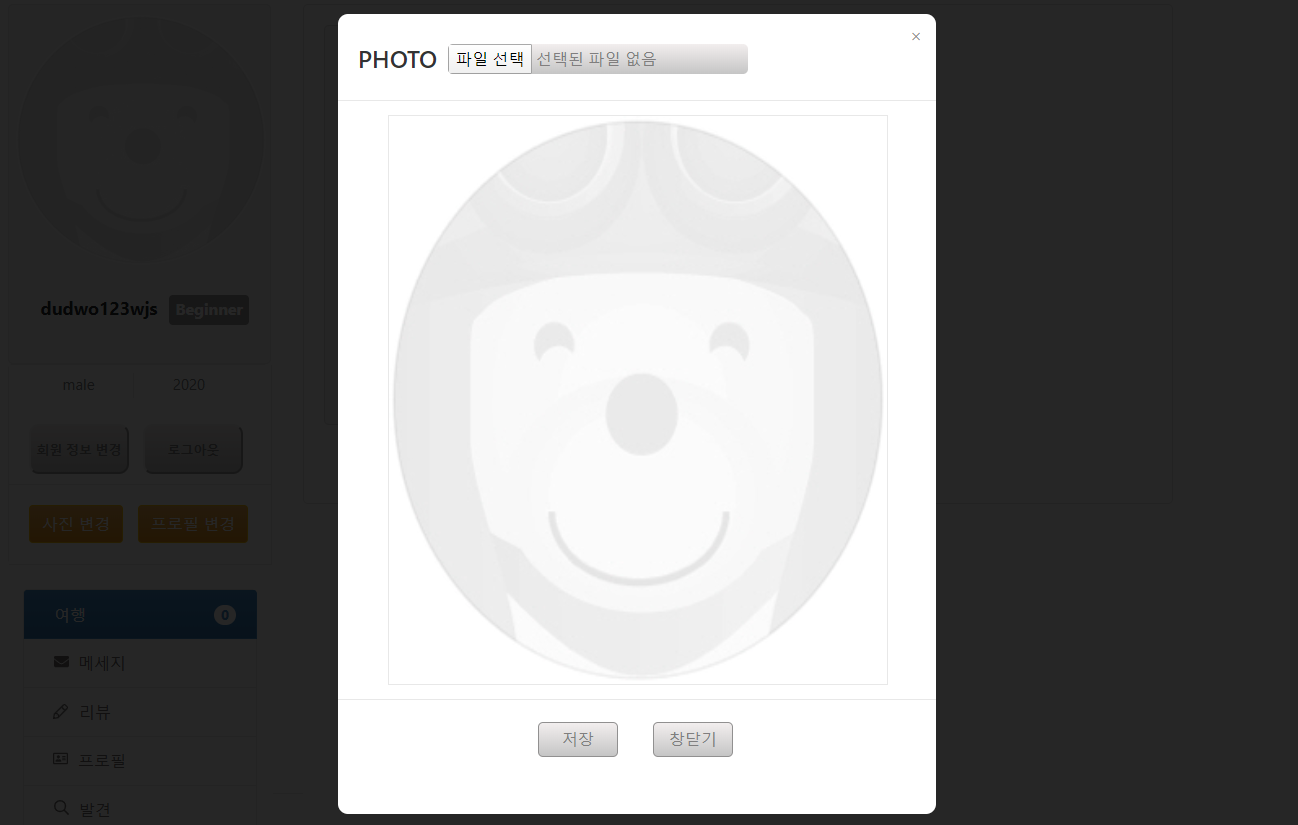 PHOTO 파일 선택 선택된 파일 없음
×
dudwo123wjs Beginner
male 2020
회원 정보 변경 로그아웃
사진 변경 프로필 변경
여행 0
메세지
리뷰
프로필
발견
저장 창닫기